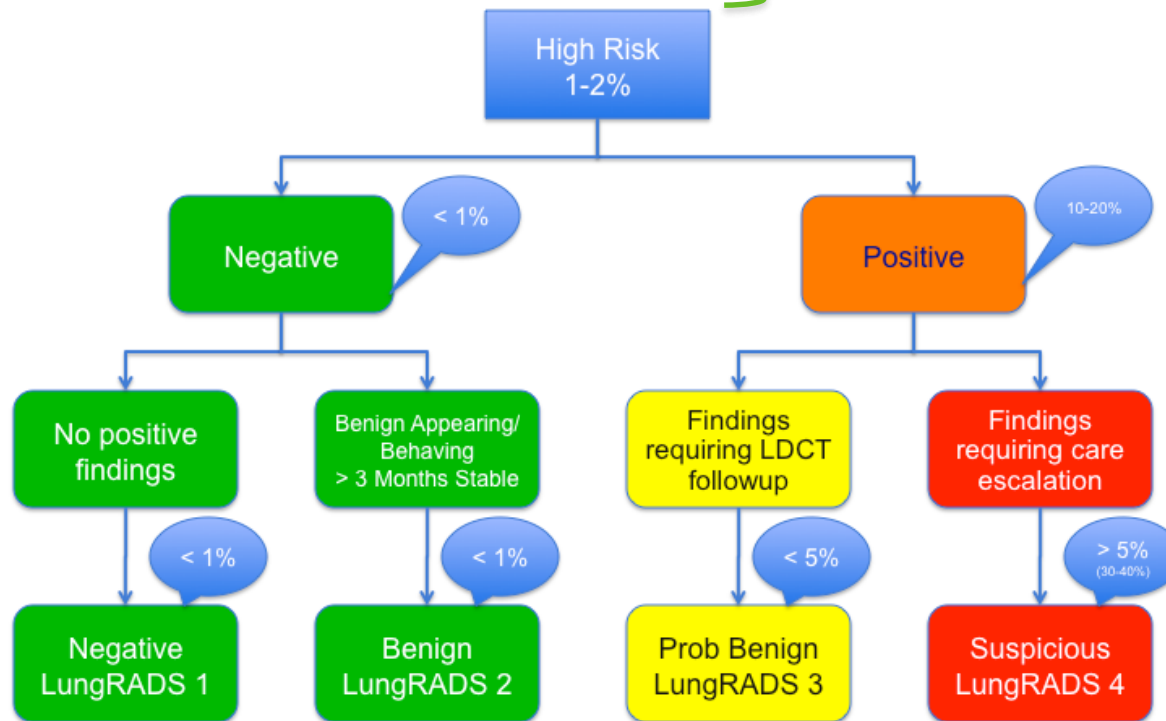 High Risk
1-2%
Negative
< 1%
Positive
10-20%
No positive
findings
Benign Appearing/
Behaving
> 3 Months Stable
Findings
requiring LDCT
followup
Findings
requiring care
escalation
< 1%
< 1%
< 5%
> 5%
(30-40%)
Negative
LungRADS 1
Benign
LungRADS 2
Prob Benign
LungRADS 3
Suspicious
LungRADS 4